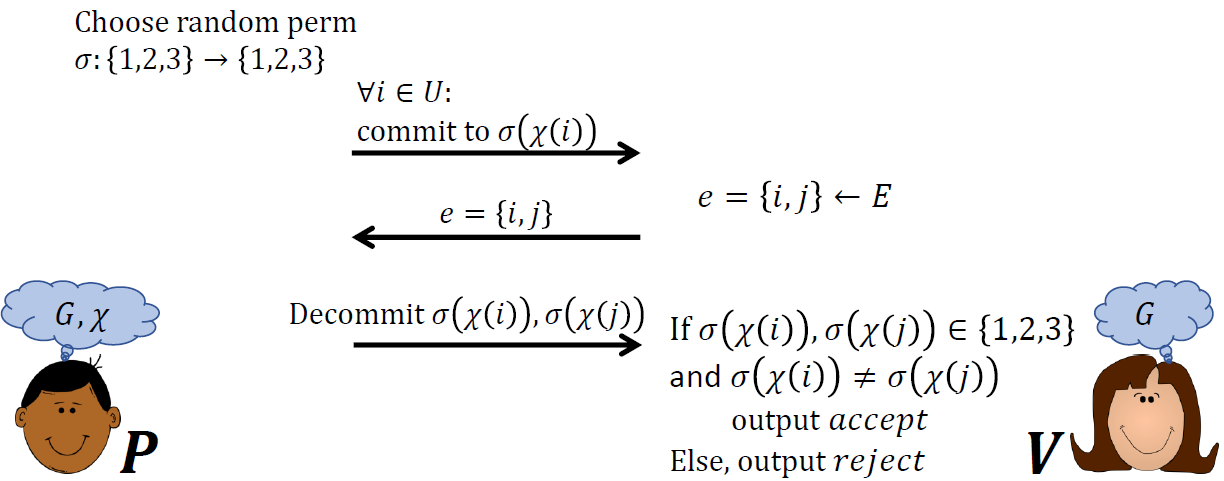 Choose random perm
σ: {1,2,3} → {1,2,3}
∀i ∈ U:
commit to σ(χ(i))
e = {i, j} ← E
e = {i, j}
Decommit σ(χ(i)), σ(χ(j))
If σ(χ(i)), σ(χ(j)) ∈ {1,2,3}
and σ(χ(i)) ≠ σ(χ(j))
output accept
Else, output reject
G, χ
G
P
V